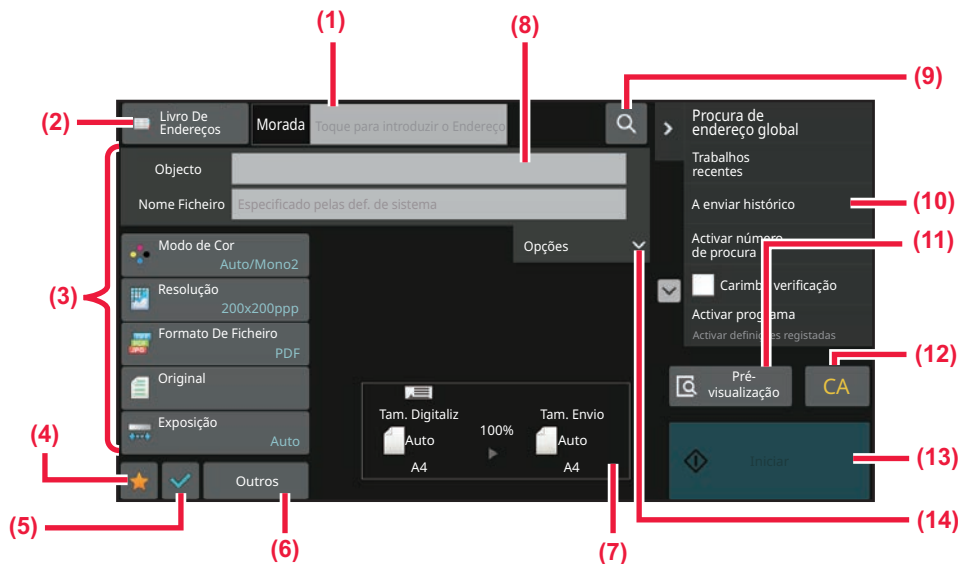 (1)
(8)
(9)
(2)
Livro De
Endereços
Morada
Toque para introduzir o Endereço
Procura de
endereço global
Objecto
Trabalhos
recentes
Nome Ficheiro
Especificado pelas def. de sistema
A enviar histórico
(10)
Opções
Activar número
de procura
(11)
(3)
Modo de Cor
Auto/Mono2
Resolução
200x200ppp
Carimbo verificação
Formato De Ficheiro
PDF
JPG
Activar programa
Activar definições registadas
Original
Pré-
visualização
CA
(12)
Exposição
Auto
Tam. Digitaliz
Auto
A4
100%
Tam. Envio
Auto
A4
Iniciar
(13)
(4)
Outros
(5)
(6)
(7)
(14)